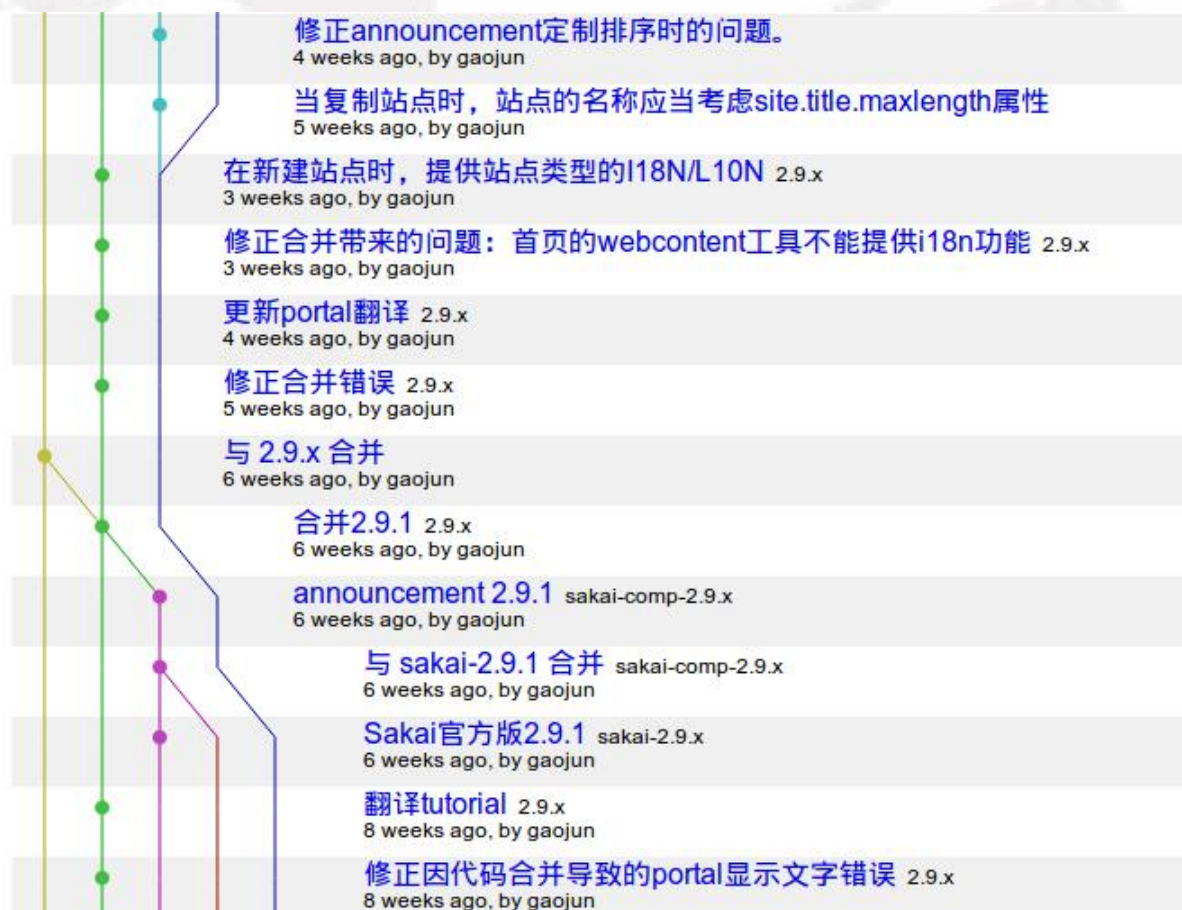 修正announcement定制排序时的问题。
4 weeks ago, by gaojun
当复制站点时，站点的名称应当考虑site.title.maxlength属性
5 weeks ago, by gaojun
在新建站点时，提供站点类型的I18N/L10N 2.9.x
3 weeks ago, by gaojun
修正合并带来的问题：首页的webcontent工具不能提供i18n功能 2.9.x
3 weeks ago, by gaojun
更新portal翻译 2.9.x
4 weeks ago, by gaojun
修正合并错误 2.9.x
5 weeks ago, by gaojun
与 2.9.x 合并
6 weeks ago, by gaojun
合并2.9.1 2.9.x
6 weeks ago, by gaojun
announcement 2.9.1 sakai-comp-2.9.x
6 weeks ago, by gaojun
与 sakai-2.9.1 合并 sakai-comp-2.9.x
6 weeks ago, by gaojun
Sakai官方版2.9.1 sakai-2.9.x
6 weeks ago, by gaojun
翻译tutorial 2.9.x
8 weeks ago, by gaojun
修正因代码合并导致的portal显示文字错误 2.9.x
8 weeks ago, by gaojun